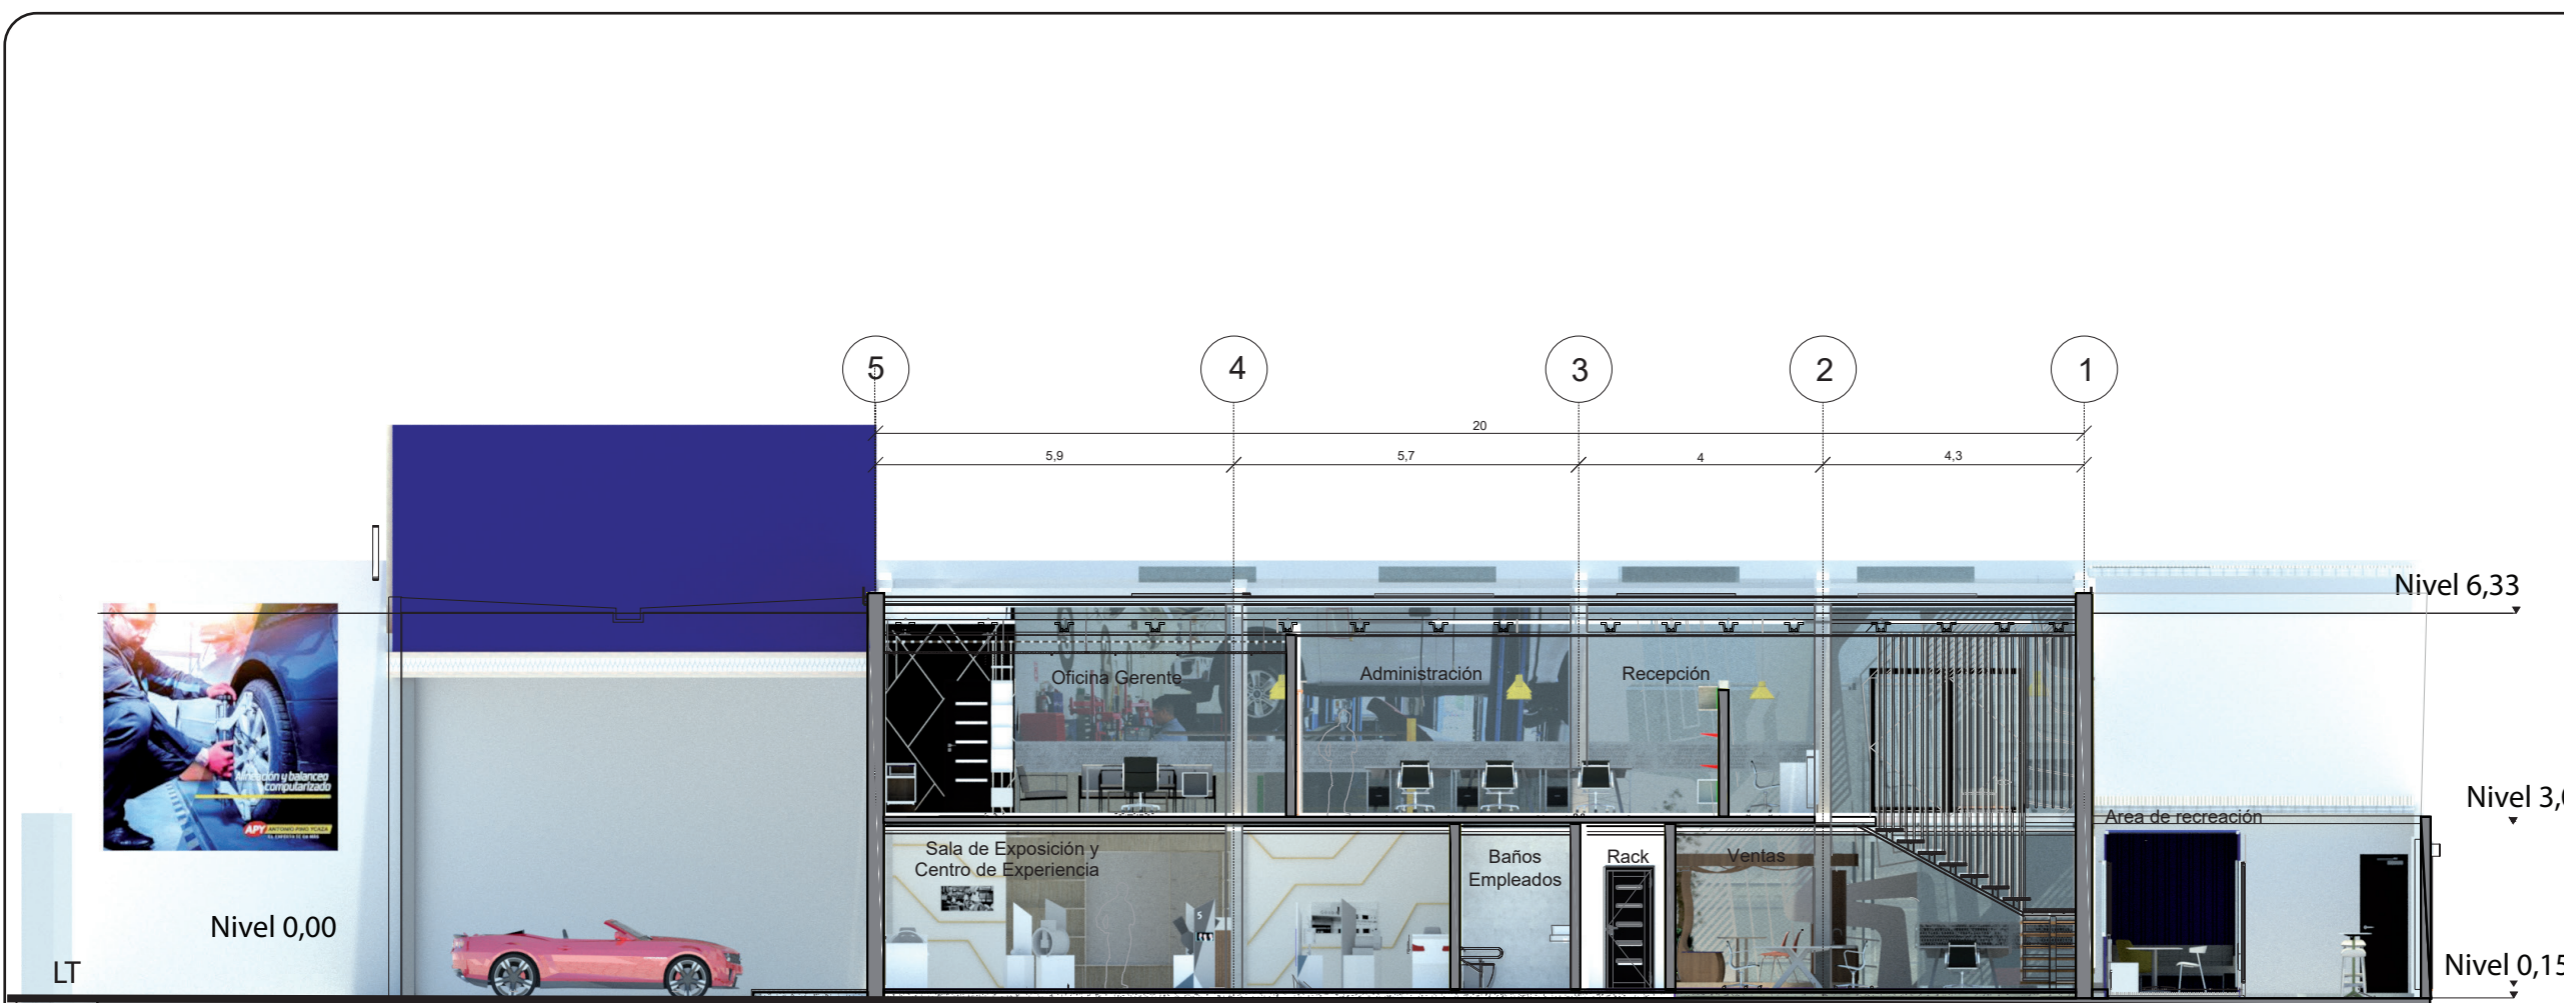 5
4
3
2
1
20
5,9
5,7
4
4,3
Nivel 6,33
Oficina Gerente
Administración
Recepción
Alineación y balanceo
computarizado
APY
Nivel 3,0
Area de recreación
Sala de Exposición y
Centro de Experiencia
Baños
Empleados
Rack
Ventas
Nivel 0,00
LT
Nivel 0,15